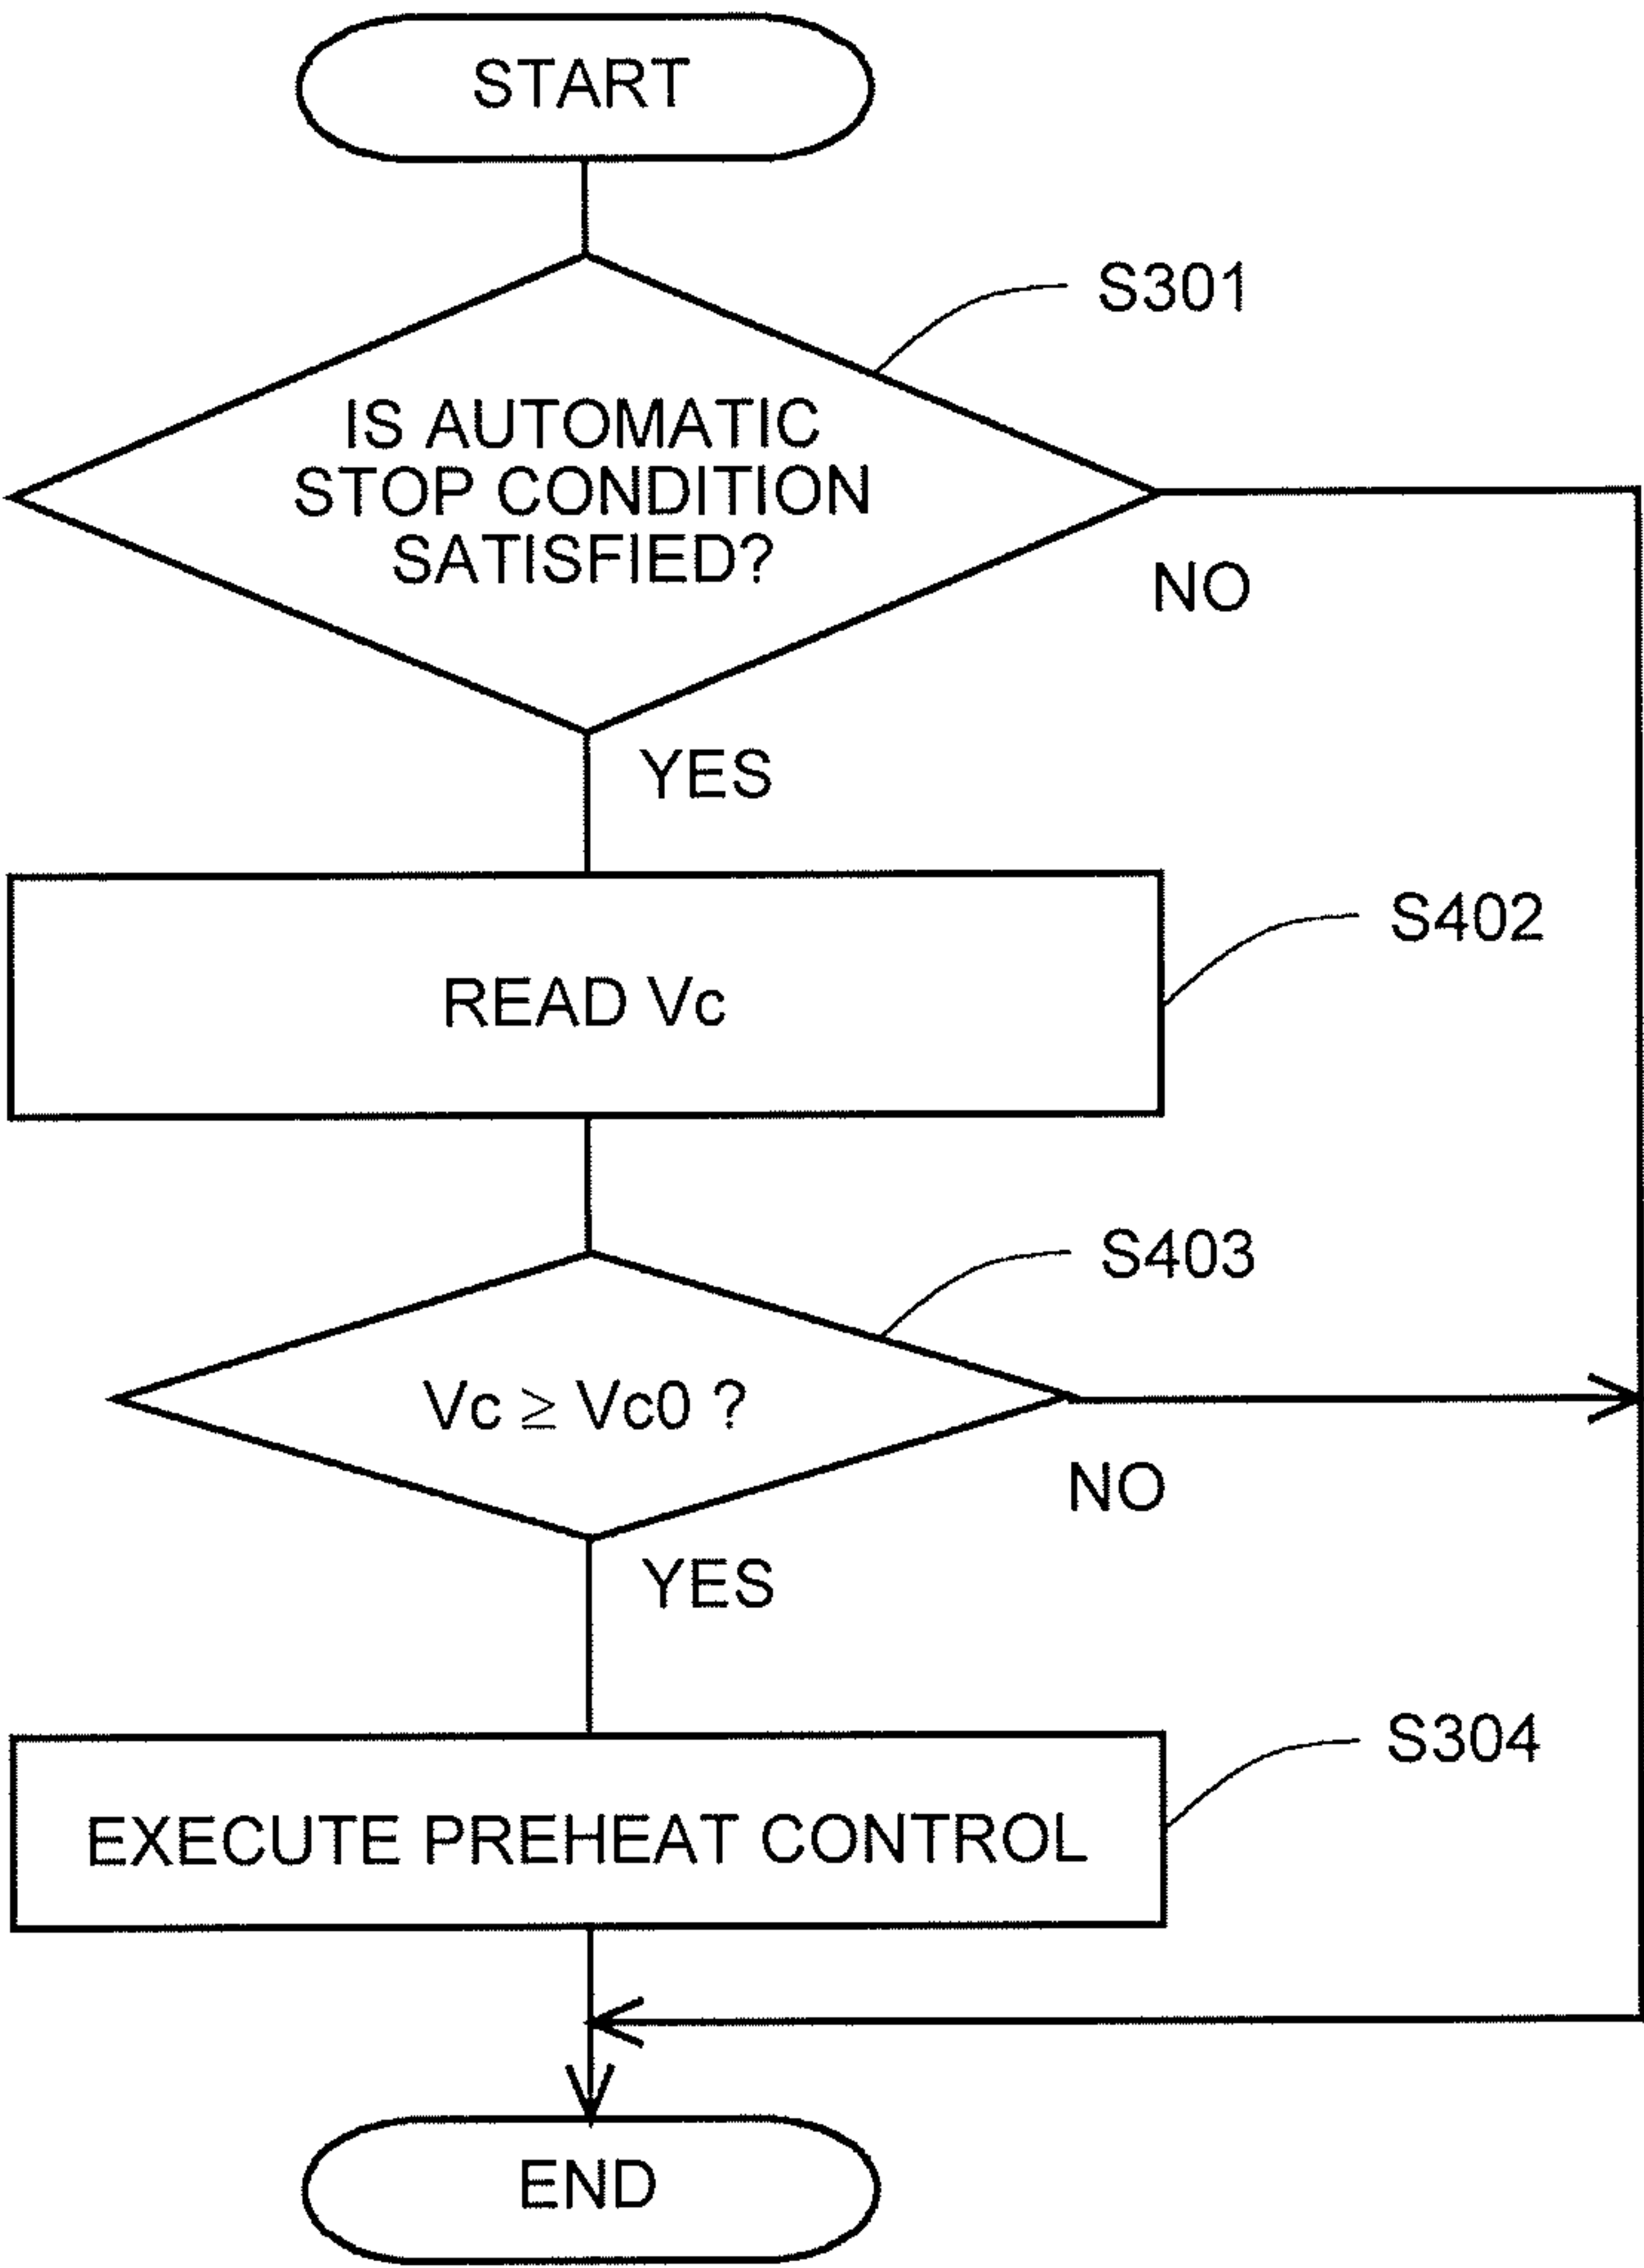 START
S301
IS AUTOMATIC
STOP CONDITION
SATISFIED?
NO
YES
S402
READ Vc
S403
Vc ≥ Vc0 ?
NO
YES
S304
EXECUTE PREHEAT CONTROL
END